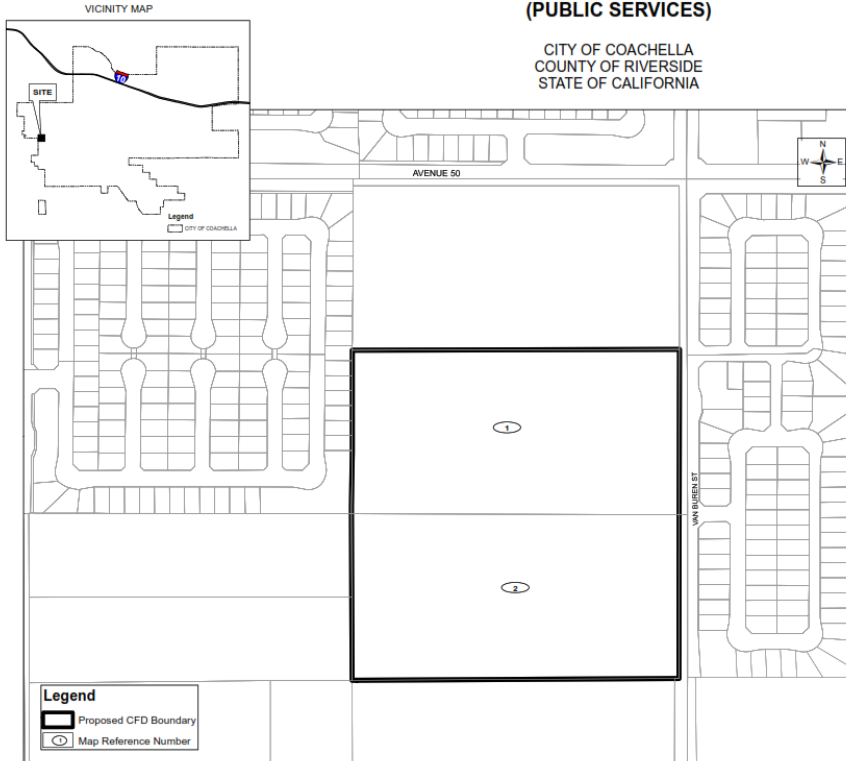 VICINITY MAP
(PUBLIC SERVICES)
CITY OF COACHELLA
COUNTY OF RIVERSIDE
STATE OF CALIFORNIA
10
SITE
Legend
CITY OF COACHELLA
AVENUE 50
N
W E
S
1
VAN BUREN ST
2
Legend
Proposed CFD Boundary
1 Map Reference Number